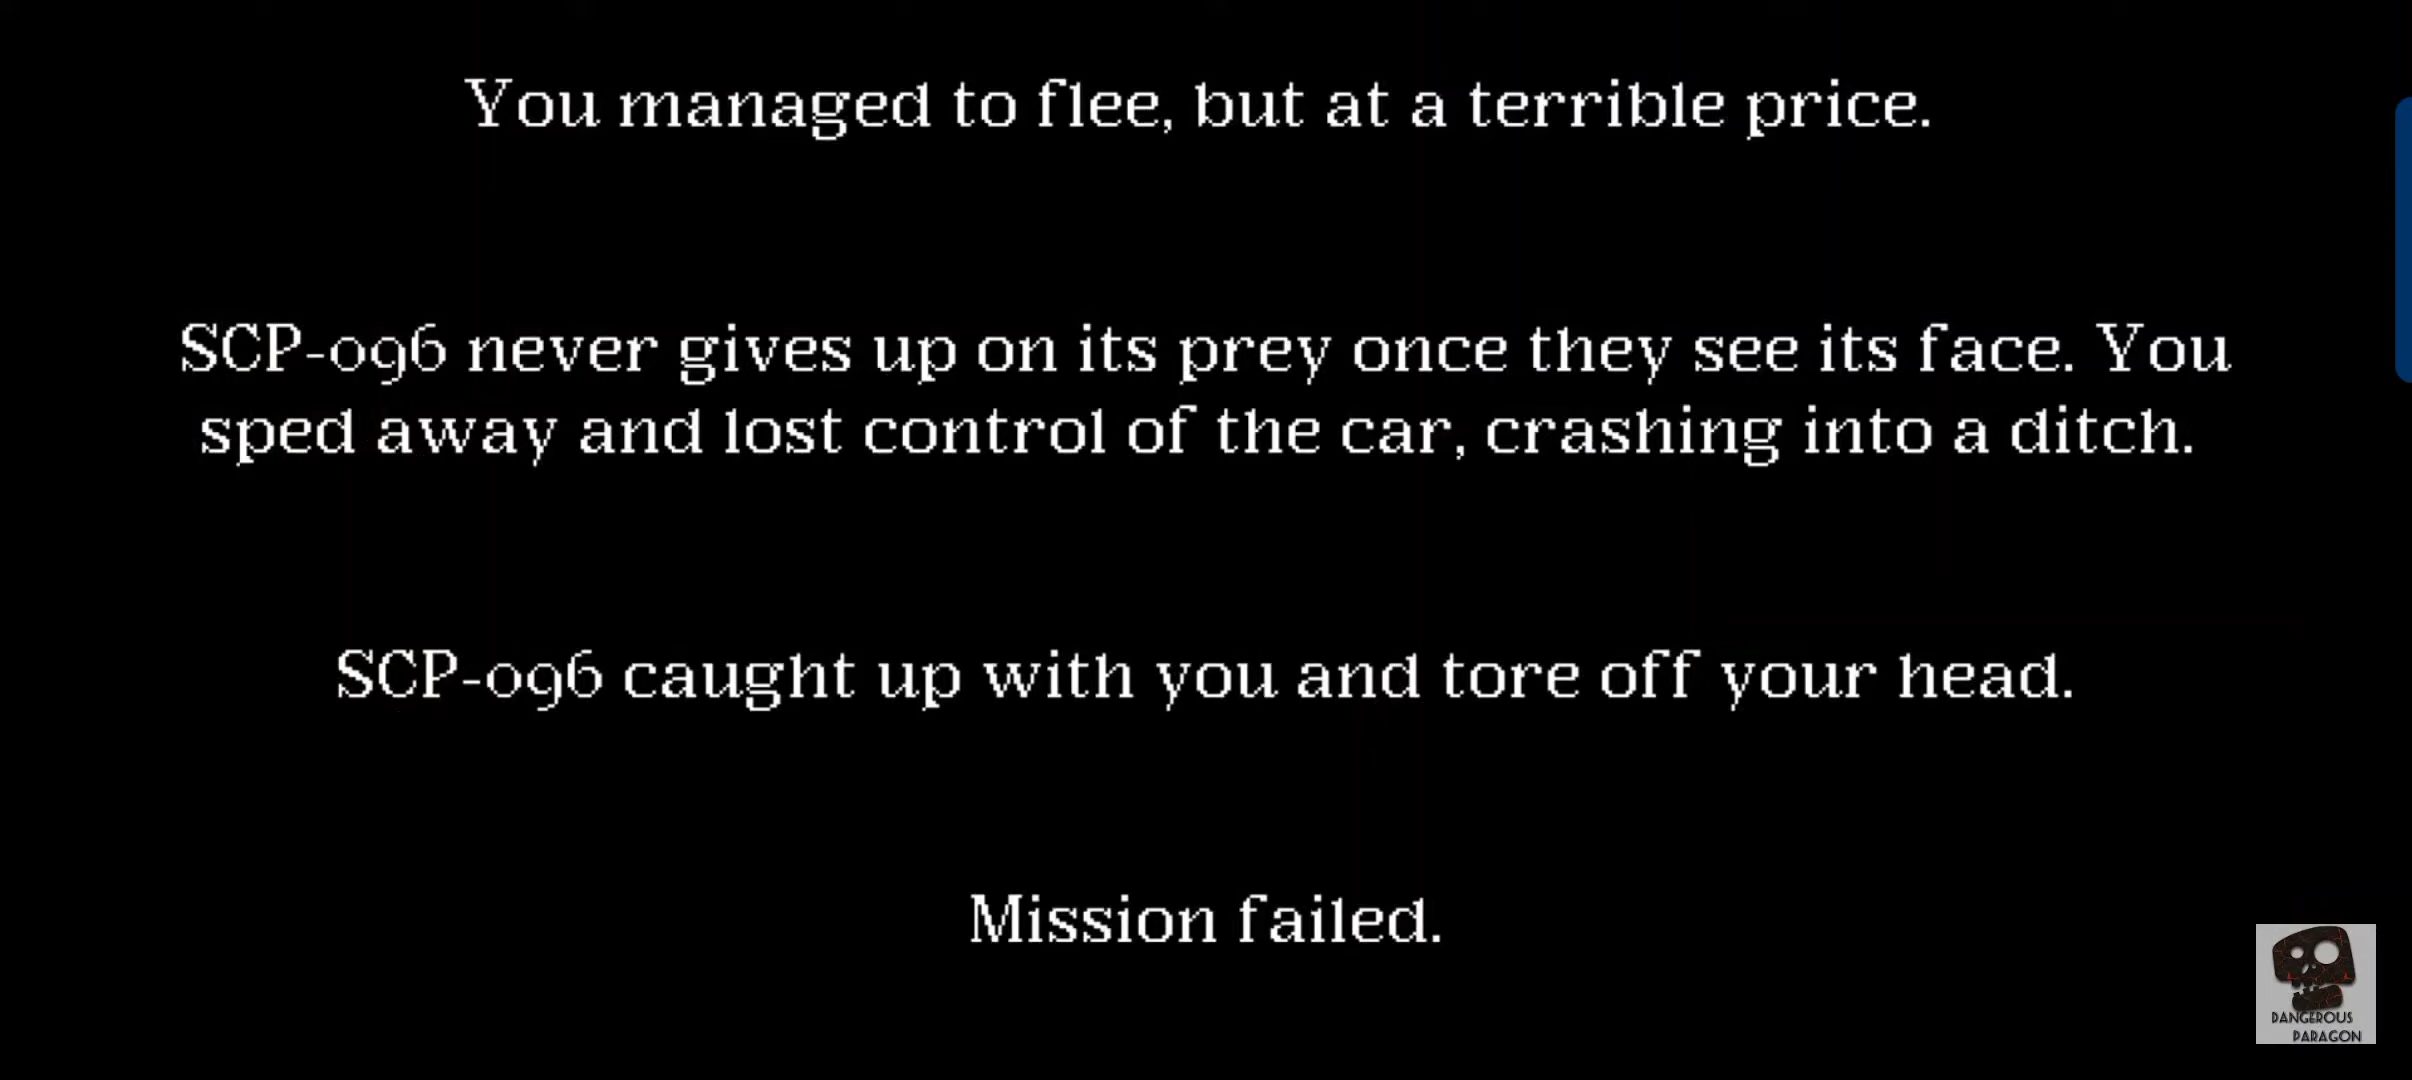 You managed to flee, but at a terrible price.
SCP-096 never gives up on its prey once they see its face. You
sped away and lost control of the car, crashing into a ditch.
SCP-096 caught up with you and tore off your head.
Mission failed.
DANGEROUS
PARAGON